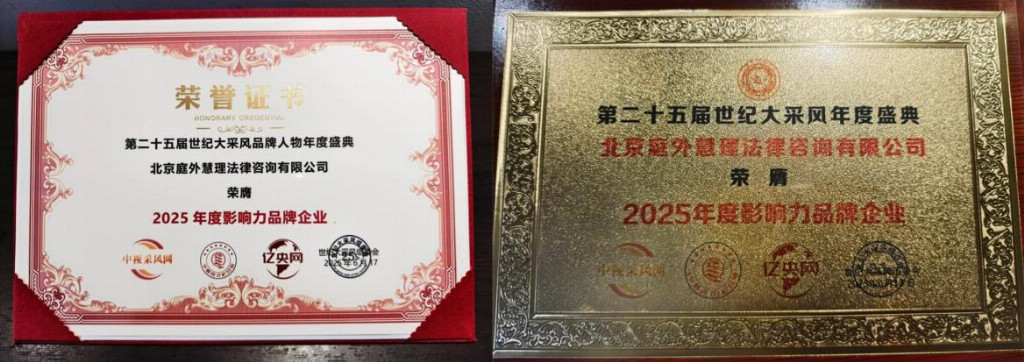 荣誉证书
HONORARY CREDENTIAL
第二十五届世纪大采风品牌人物年度盛典
北京庭外慧理法律咨询有限公司
荣膺
2025年度影响力品牌企业
中视采风网
亿央网
第二十五届世纪大采风年度盛典
北京庭外慧理法律咨询有限公司
荣膺
2025年度影响力品牌企业
中视采风网
亿央网